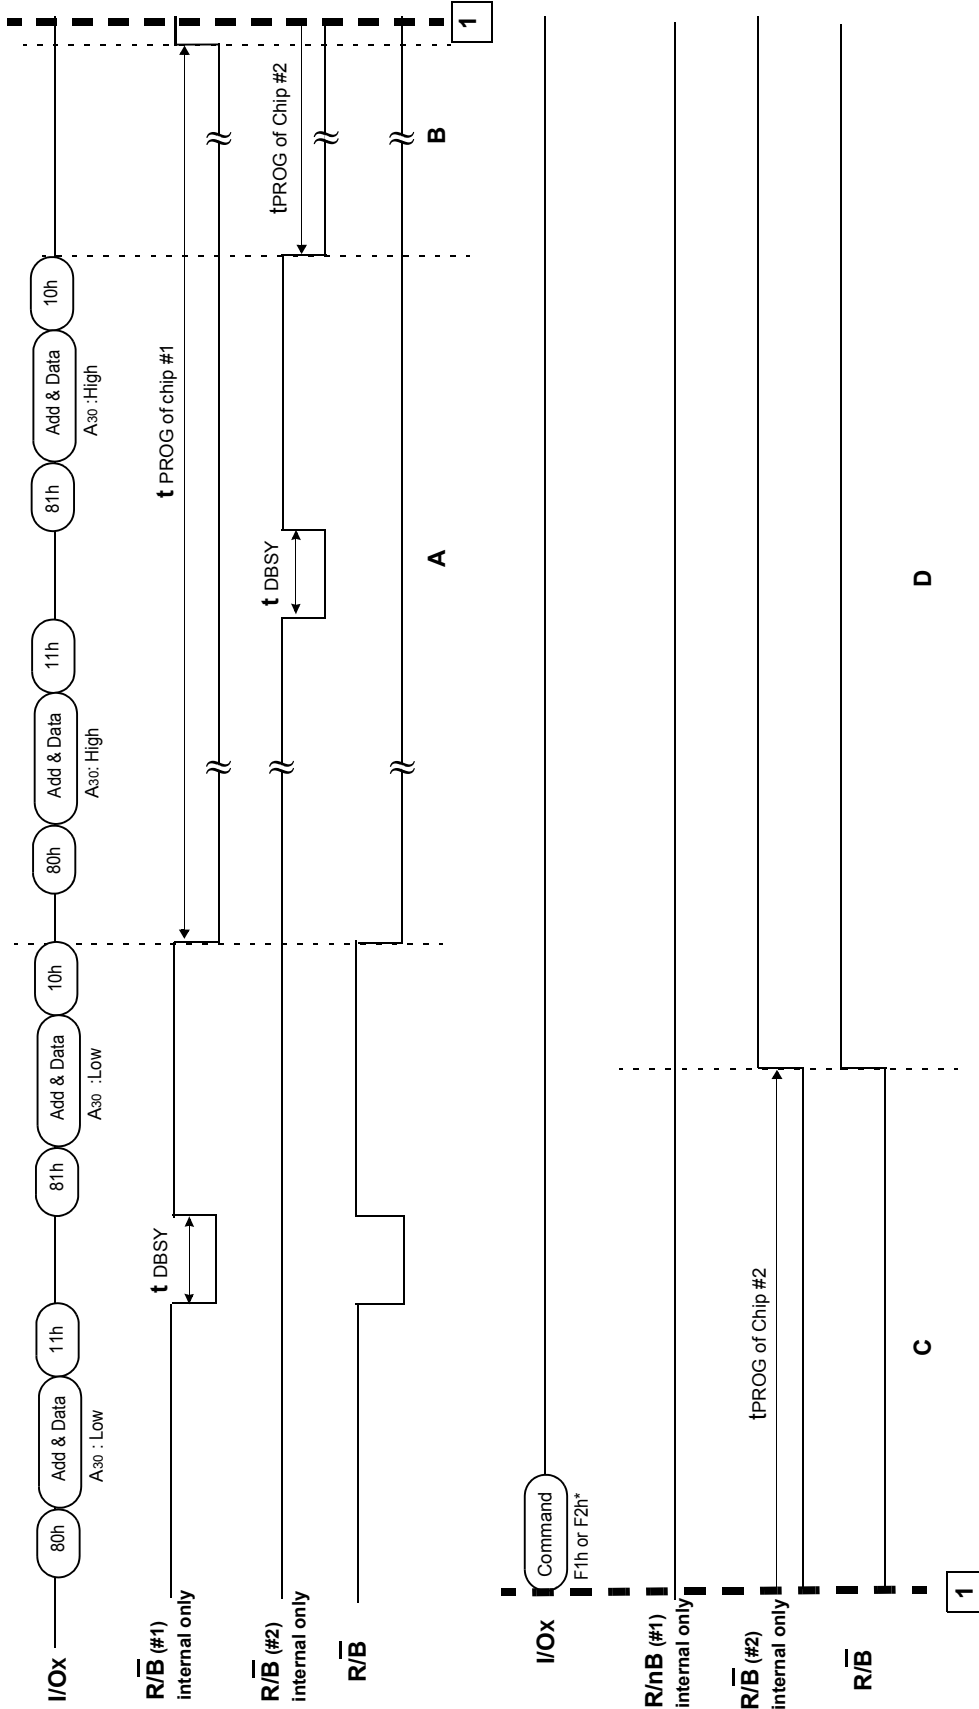 I/Ox
80h
Add & Data
11h
81h
Add & Data
10h
80h
Add & Data
11h
81h
Add & Data
10h
A30 : Low
A30 :Low
A30: High
A30 :High
R/B (#1)
internal only
t DBSY
t PROG of chip #1
R/B (#2)
internal only
t DBSY
tPROG of Chip #2
R/B
A
B
1
I/Ox
Command
F1h or F2h*
R/nB (#1)
internal only
R/B (#2)
internal only
tPROG of Chip #2
R/B
C
D
1